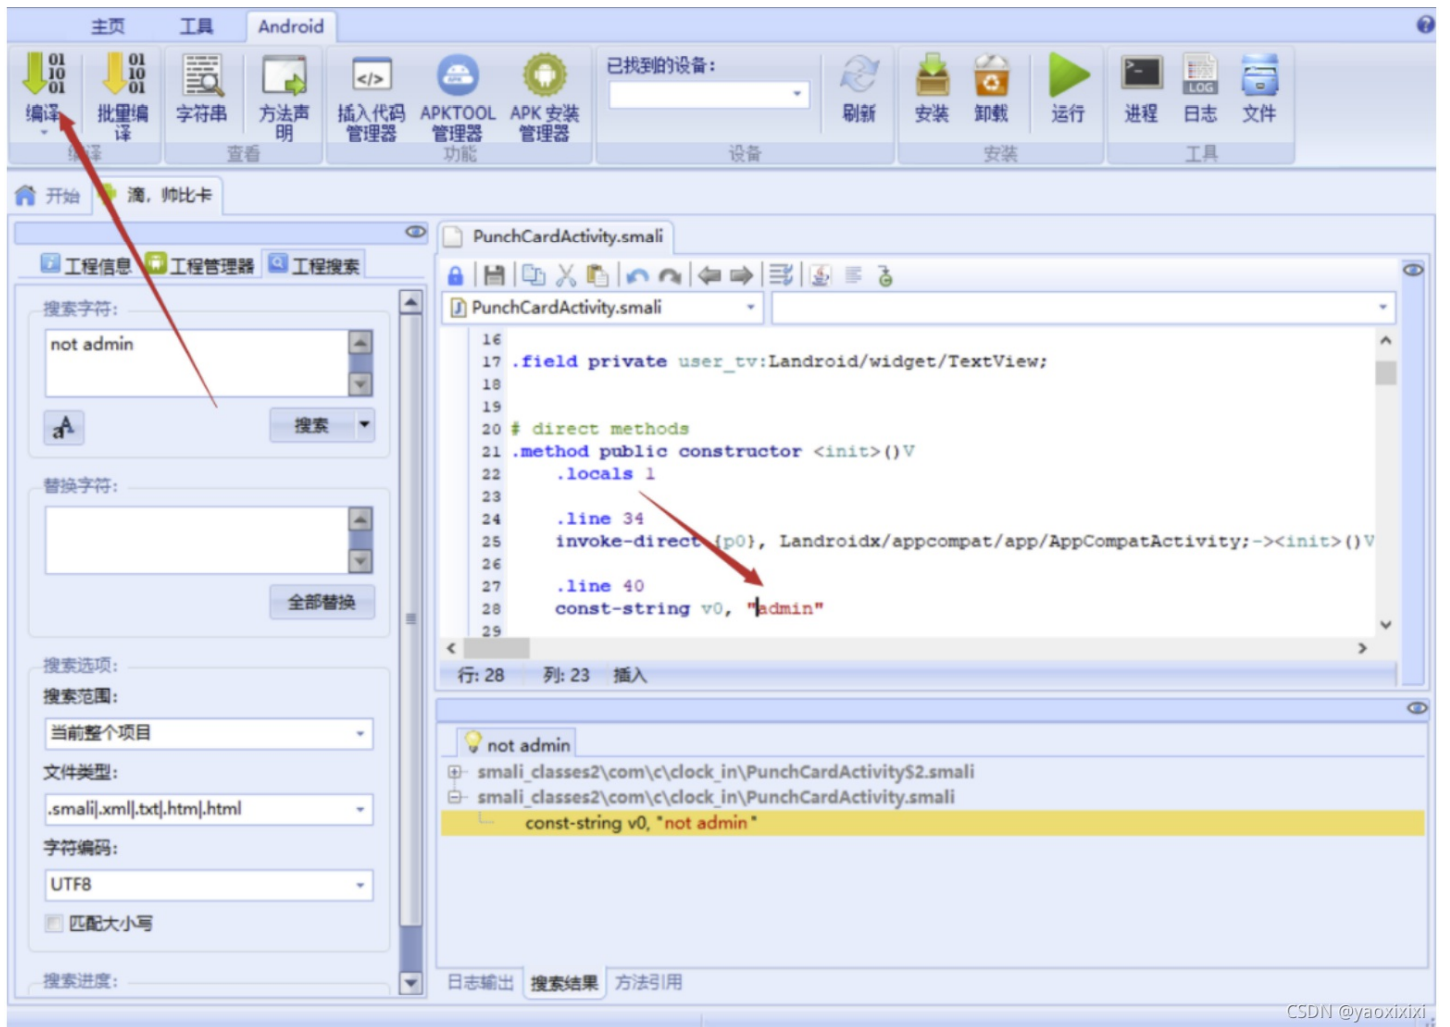 主页 工具 Android
编译 批量编译 字符串 方法声明 插入代码管理器 APKTOOL管理器 APK 安装管理器 已找到的设备: 刷新 安装 卸载 运行 进程 日志 文件
编译 查看 功能 设备 安装 工具
开始 滴，帅比卡
工程信息 工程管理器 工程搜索
搜索字符:
not admin
搜索
替换字符:
全部替换
搜索选项:
搜索范围:
当前整个项目
文件类型:
.smali|.xml|.txt|.htm|.html
字符编码:
UTF8
匹配大小写
搜索进度:
PunchCardActivity.smali
PunchCardActivity.smali
16
17 .field private user_tv:Landroid/widget/TextView;
18
19
20 # direct methods
21 .method public constructor <init>()V
22 .locals 1
23
24 .line 34
25 invoke-direct {p0}, Landroidx/appcompat/app/AppCompatActivity;-><init>()V
26
27 .line 40
28 const-string v0, "admin"
29
行: 28 列: 23 插入
not admin
smali_classes2\com\c\clock_in\PunchCardActivity$2.smali
smali_classes2\com\c\clock_in\PunchCardActivity.smali
const-string v0, "not admin"
日志输出 搜索结果 方法引用
CSDN @yaoxixixi